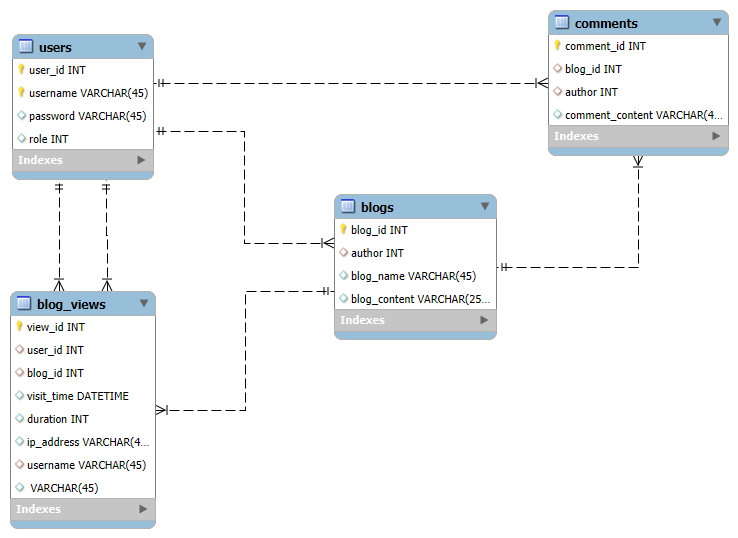 users
user_id INT
username VARCHAR(45)
password VARCHAR(45)
role INT
Indexes
comments
comment_id INT
blog_id INT
author INT
comment_content VARCHAR(4...
Indexes
blogs
blog_id INT
author INT
blog_name VARCHAR(45)
blog_content VARCHAR(25...
Indexes
blog_views
view_id INT
user_id INT
blog_id INT
visit_time DATETIME
duration INT
ip_address VARCHAR(4...
username VARCHAR(45)
VARCHAR(45)
Indexes